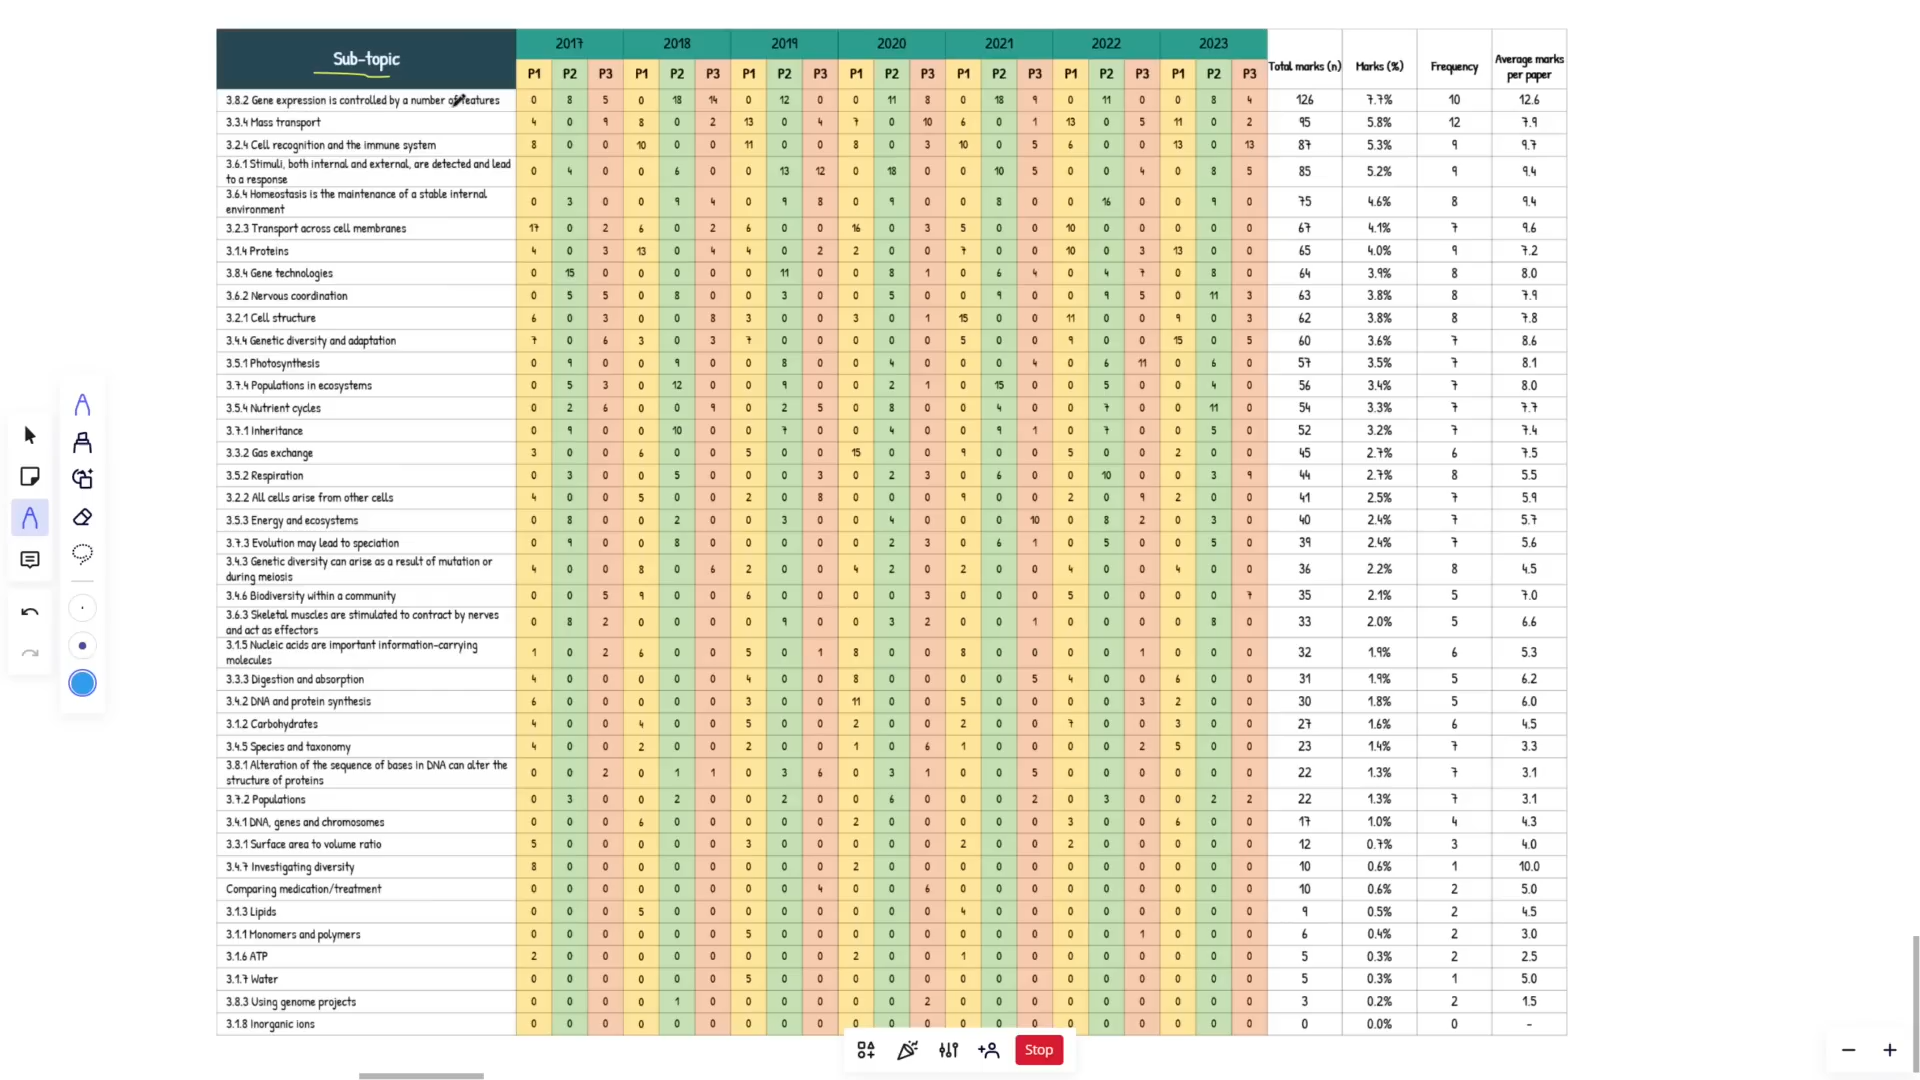 Sub-topic 2017 2018 2019 2020 2021 2022 2023 Total marks (n) Marks (%) Frequency Average marks per paper
P1 P2 P3 P1 P2 P3 P1 P2 P3 P1 P2 P3 P1 P2 P3 P1 P2 P3 P1 P2 P3
3.8.2 Gene expression is controlled by a number of features 0 8 5 0 18 14 0 12 0 0 11 8 0 18 9 0 11 0 0 8 4 126 7.7% 10 12.6
3.3.4 Mass transport 4 0 9 8 0 2 13 0 4 7 0 10 6 0 1 13 0 5 11 0 2 95 5.8% 12 7.9
3.2.4 Cell recognition and the immune system 8 0 0 10 0 0 11 0 0 8 0 3 10 0 5 6 0 0 13 0 13 87 5.3% 9 9.7
3.6.1 Stimuli, both internal and external, are detected and lead
to a response 0 4 0 0 6 0 0 13 12 0 18 0 0 10 5 0 0 4 0 8 5 85 5.2% 9 9.4
3.6.4 Homeostasis is the maintenance of a stable internal
environment 0 3 0 0 9 4 0 9 8 0 9 0 0 8 0 0 16 0 0 9 0 75 4.6% 8 9.4
3.2.3 Transport across cell membranes 17 0 2 6 0 2 6 0 0 16 0 3 5 0 0 10 0 0 0 0 0 67 4.1% 7 9.6
3.1.4 Proteins 4 0 3 13 0 4 4 0 2 2 0 0 7 0 0 10 0 3 13 0 0 65 4.0% 9 7.2
3.8.4 Gene technologies 0 15 0 0 0 0 0 11 0 0 8 1 0 6 4 0 4 7 0 8 0 64 3.9% 8 8.0
3.6.2 Nervous coordination 0 5 5 0 8 0 0 3 0 0 5 0 0 9 0 0 9 5 0 11 3 63 3.8% 8 7.9
3.2.1 Cell structure 6 0 3 0 0 8 3 0 0 3 0 1 15 0 0 11 0 0 9 0 3 62 3.8% 8 7.8
3.4.4 Genetic diversity and adaptation 7 0 6 3 0 3 7 0 0 0 0 0 5 0 0 9 0 0 15 0 5 60 3.6% 7 8.6
3.5.1 Photosynthesis 0 9 0 0 9 0 0 8 0 0 4 0 0 0 4 0 6 11 0 6 0 57 3.5% 7 8.1
3.7.4 Populations in ecosystems 0 5 3 0 12 0 0 9 0 0 2 1 0 15 0 0 5 0 0 4 0 56 3.4% 7 8.0
3.5.4 Nutrient cycles 0 2 6 0 0 9 0 2 5 0 8 0 0 4 0 0 7 0 0 11 0 54 3.3% 7 7.7
3.7.1 Inheritance 0 9 0 0 10 0 0 7 0 0 4 0 0 9 1 0 7 0 0 5 0 52 3.2% 7 7.4
3.3.2 Gas exchange 3 0 0 6 0 0 5 0 0 15 0 0 9 0 0 5 0 0 2 0 0 45 2.7% 6 7.5
3.5.2 Respiration 0 3 0 0 5 0 0 0 3 0 2 3 0 6 0 0 10 0 0 3 9 44 2.7% 8 5.5
3.2.2 All cells arise from other cells 4 0 0 5 0 0 2 0 8 0 0 0 9 0 0 2 0 9 2 0 0 41 2.5% 7 5.9
3.5.3 Energy and ecosystems 0 8 0 0 2 0 0 3 0 0 4 0 0 0 10 0 8 2 0 3 0 40 2.4% 7 5.7
3.7.3 Evolution may lead to speciation 0 9 0 0 8 0 0 0 0 0 2 3 0 6 1 0 5 0 0 5 0 39 2.4% 7 5.6
3.4.3 Genetic diversity can arise as a result of mutation or
during meiosis 4 0 0 8 0 6 2 0 0 4 2 0 2 0 0 4 0 0 4 0 0 36 2.2% 8 4.5
3.4.6 Biodiversity within a community 0 0 5 9 0 0 6 0 0 0 0 3 0 0 0 5 0 0 0 0 7 35 2.1% 5 7.0
3.6.3 Skeletal muscles are stimulated to contract by nerves
and act as effectors 0 8 2 0 0 0 0 9 0 0 3 2 0 0 1 0 0 0 0 8 0 33 2.0% 5 6.6
3.1.5 Nucleic acids are important information-carrying
molecules 1 0 2 6 0 0 5 0 1 8 0 0 8 0 0 0 0 1 0 0 0 32 1.9% 6 5.3
3.3.3 Digestion and absorption 4 0 0 0 0 0 4 0 0 8 0 0 0 0 5 4 0 0 6 0 0 31 1.9% 5 6.2
3.4.2 DNA and protein synthesis 6 0 0 0 0 0 3 0 0 11 0 0 5 0 0 0 0 3 2 0 0 30 1.8% 5 6.0
3.1.2 Carbohydrates 4 0 0 4 0 0 5 0 0 2 0 0 2 0 0 7 0 0 3 0 0 27 1.6% 6 4.5
3.4.5 Species and taxonomy 4 0 0 2 0 0 2 0 0 1 0 6 1 0 0 0 0 2 5 0 0 23 1.4% 7 3.3
3.8.1 Alteration of the sequence of bases in DNA can alter the
structure of proteins 0 0 2 0 1 1 0 3 6 0 3 1 0 0 5 0 0 0 0 0 0 22 1.3% 7 3.1
3.7.2 Populations 0 3 0 0 2 0 0 2 0 0 6 0 0 0 2 0 3 0 0 2 2 22 1.3% 7 3.1
3.4.1 DNA, genes and chromosomes 0 0 0 6 0 0 0 0 0 2 0 0 0 0 0 3 0 0 6 0 0 17 1.0% 4 4.3
3.3.1 Surface area to volume ratio 5 0 0 0 0 0 3 0 0 0 0 0 2 0 0 2 0 0 0 0 0 12 0.7% 3 4.0
3.4.7 Investigating diversity 8 0 0 0 0 0 0 0 0 2 0 0 0 0 0 0 0 0 0 0 0 10 0.6% 1 10.0
Comparing medication/treatment 0 0 0 0 0 0 0 0 4 0 0 6 0 0 0 0 0 0 0 0 0 10 0.6% 2 5.0
3.1.3 Lipids 0 0 0 5 0 0 0 0 0 0 0 0 4 0 0 0 0 0 0 0 0 9 0.5% 2 4.5
3.1.1 Monomers and polymers 0 0 0 0 0 0 5 0 0 0 0 0 0 0 0 0 0 1 0 0 0 6 0.4% 2 3.0
3.1.6 ATP 2 0 0 0 0 0 0 0 0 2 0 0 1 0 0 0 0 0 0 0 0 5 0.3% 2 2.5
3.1.7 Water 0 0 0 0 0 0 5 0 0 0 0 0 0 0 0 0 0 0 0 0 0 5 0.3% 1 5.0
3.8.3 Using genome projects 0 0 0 0 1 0 0 0 0 0 0 2 0 0 0 0 0 0 0 0 0 3 0.2% 2 1.5
3.1.8 Inorganic ions 0 0 0 0 0 0 0 0 0 0 0 0 0 0 0 0 0 0 0 0 0 0 0.0% 0 -
Stop